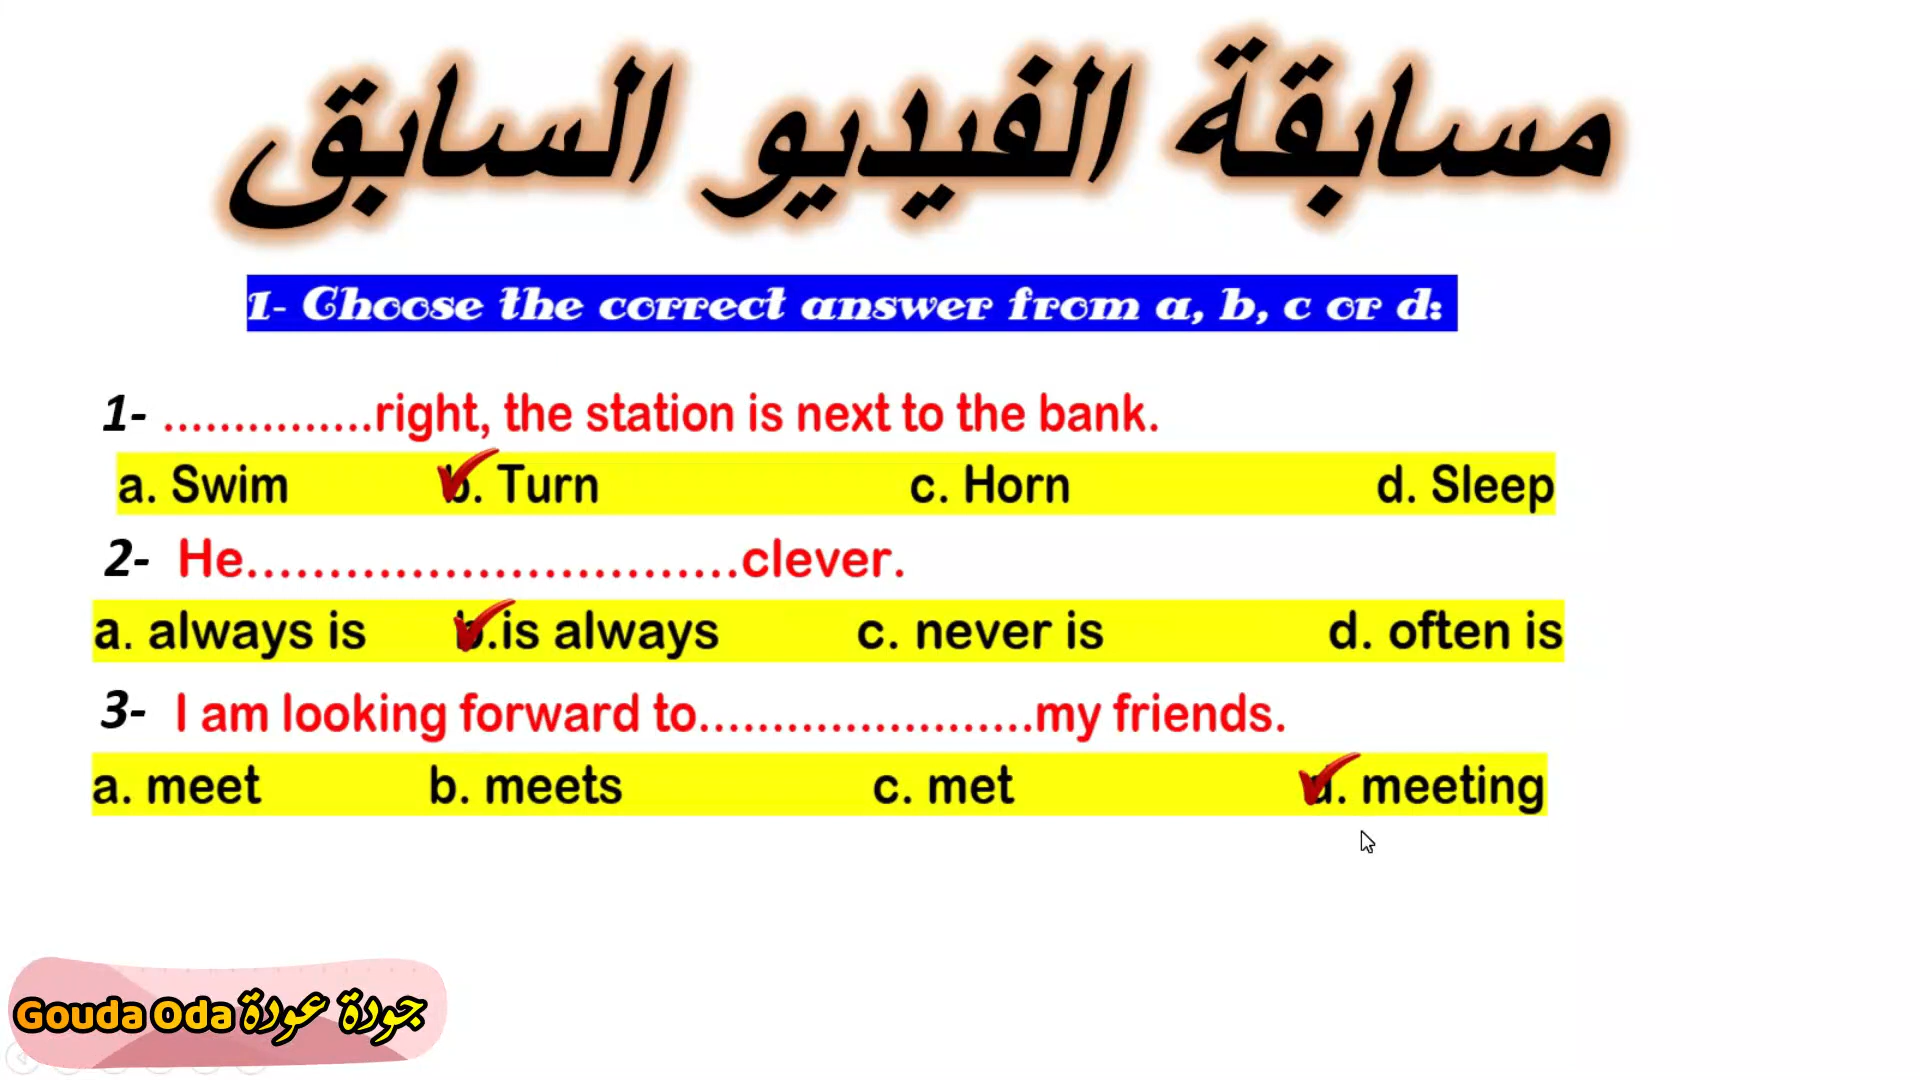 مسابقة الفيديو السابق
1- Choose the correct answer from a, b, c or d:
1- ...............right, the station is next to the bank.
a. Swim b. Turn c. Horn d. Sleep
2- He..............................clever.
a. always is b.is always c. never is d. often is
3- I am looking forward to.......................my friends.
a. meet b. meets c. met d. meeting
Gouda Oda جودة عودة